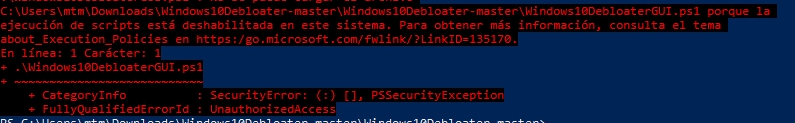 C:\Users\mtm\Downloads\Windows10Debloater-master\Windows10Debloater-master\Windows10DebloaterGUI.ps1 porque la
ejecución de scripts está deshabilitada en este sistema. Para obtener más información, consulta el tema
about_Execution_Policies en https:/go.microsoft.com/fwlink/?LinkID=135170.
En línea: 1 Carácter: 1
+ .\Windows10DebloaterGUI.ps1
+ ~~~~~~~~~~~~~~~~~~~~~~~~~~~
+ CategoryInfo : SecurityError: (:) [], PSSecurityException
+ FullyQualifiedErrorId : UnauthorizedAccess
PS C:\Users\mtm\Downloads\Windows10Debloater-master\Windows10Debloater-master>